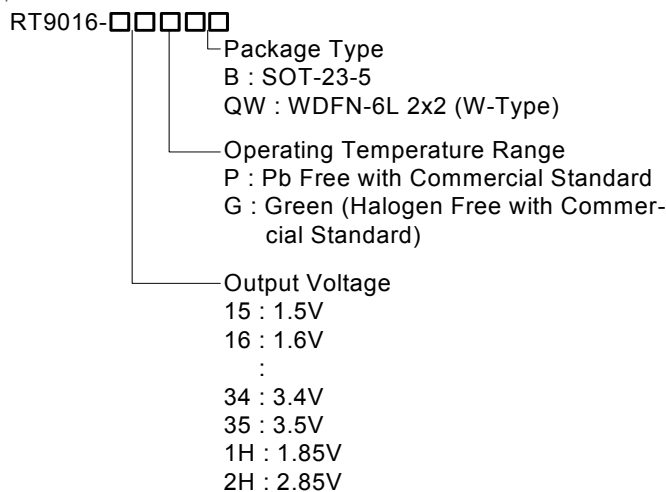 RT9016-□□□□□
Package Type
B : SOT-23-5
QW : WDFN-6L 2x2 (W-Type)
Operating Temperature Range
P : Pb Free with Commercial Standard
G : Green (Halogen Free with Commer-
cial Standard)
Output Voltage
15 : 1.5V
16 : 1.6V
:
34 : 3.4V
35 : 3.5V
1H : 1.85V
2H : 2.85V